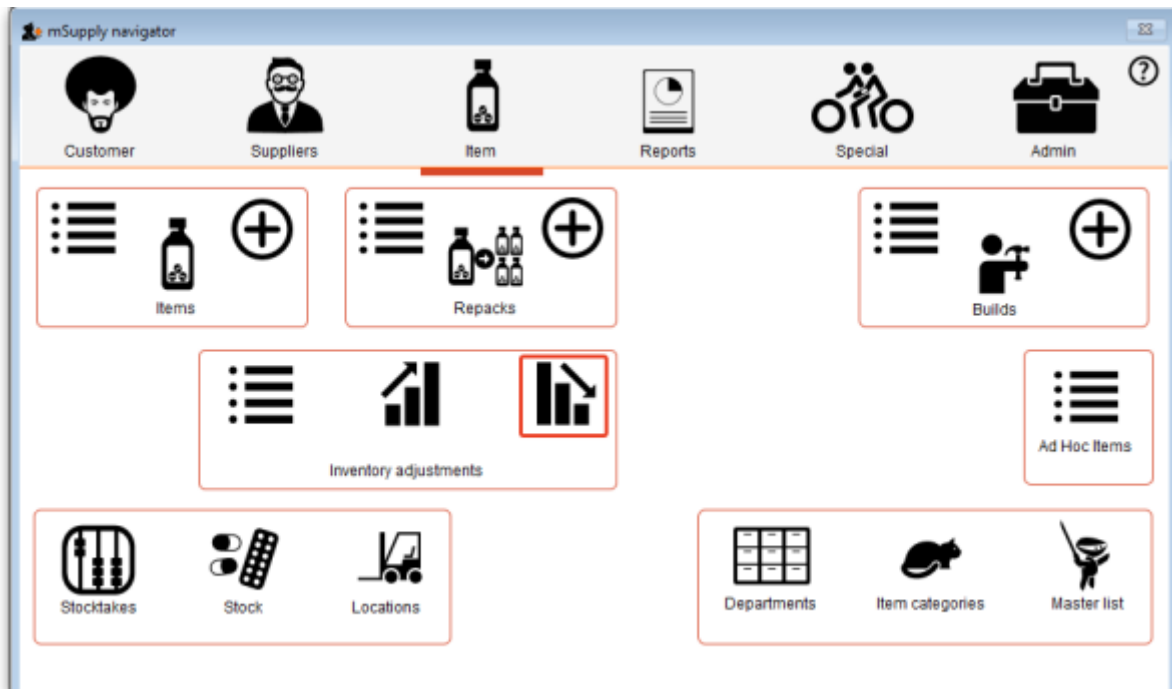 mSupply navigator
?
Customer Suppliers Item Reports Special Admin
Items Repacks Builds
Inventory adjustments
Ad Hoc Items
Stocktakes Stock Locations
Departments Item categories Master list